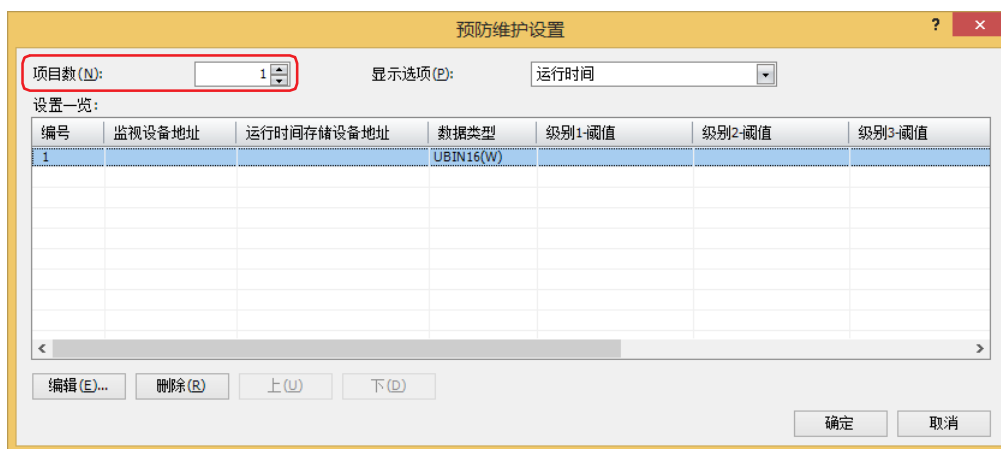 预防维护设置 ? ×
项目数(N): 1 显示选项(P): 运行时间
设置一览:
编号 监视设备地址 运行时间存储设备地址 数据类型 级别1-阈值 级别2-阈值 级别3-阈值
1 UBIN16(W)
编辑(E)... 删除(R) 上(U) 下(D)
确定 取消